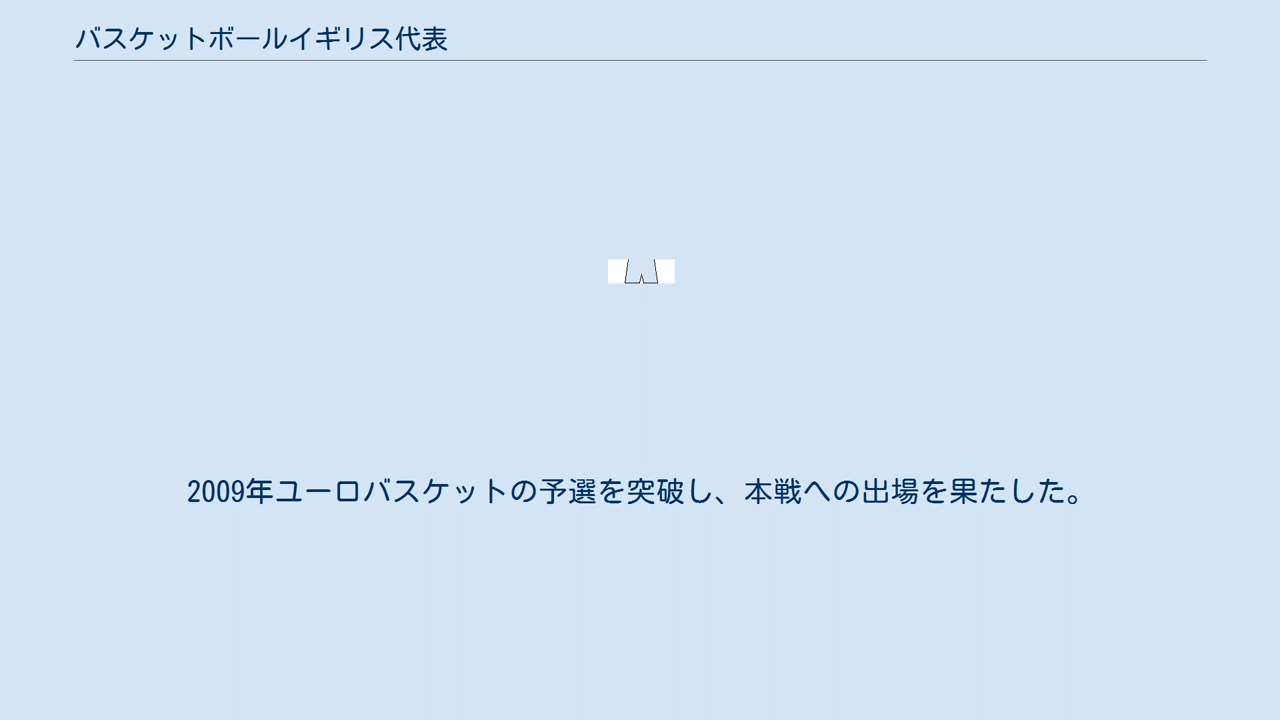 バスケットボールイギリス代表
2009年ユーロバスケットの予選を突破し、本戦への出場を果たした。